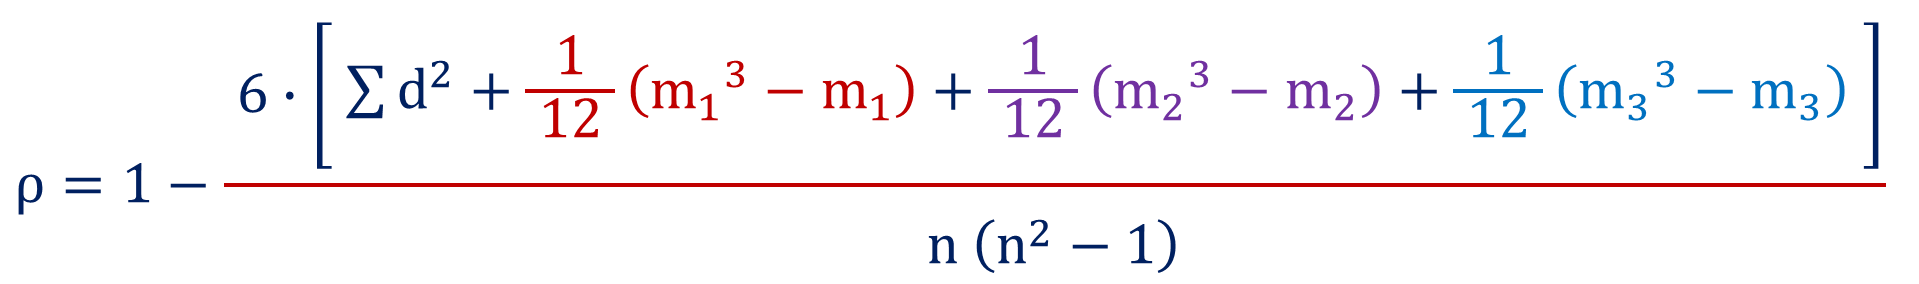 ρ = 1 − 6 · [ ∑ d² + 1/12 (m₁³ − m₁) + 1/12 (m₂³ − m₂) + 1/12 (m₃³ − m₃) ] / n (n² − 1)